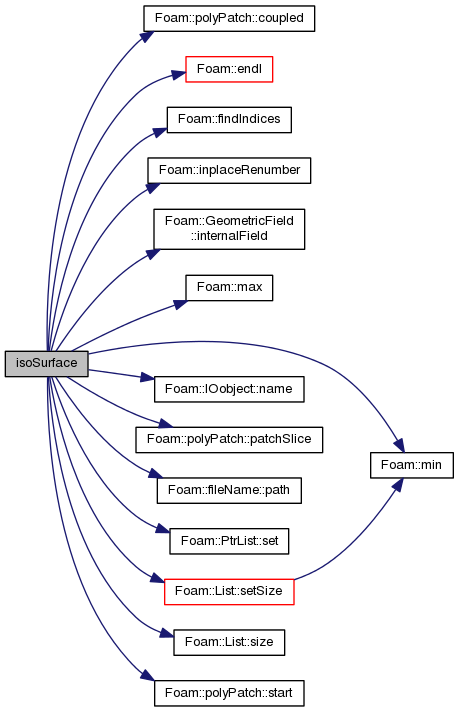 Foam::polyPatch::coupled
Foam::endl
Foam::findIndices
Foam::inplaceRenumber
Foam::GeometricField
::internalField
Foam::max
isoSurface
Foam::IOobject::name
Foam::polyPatch::patchSlice
Foam::min
Foam::fileName::path
Foam::PtrList::set
Foam::List::setSize
Foam::List::size
Foam::polyPatch::start